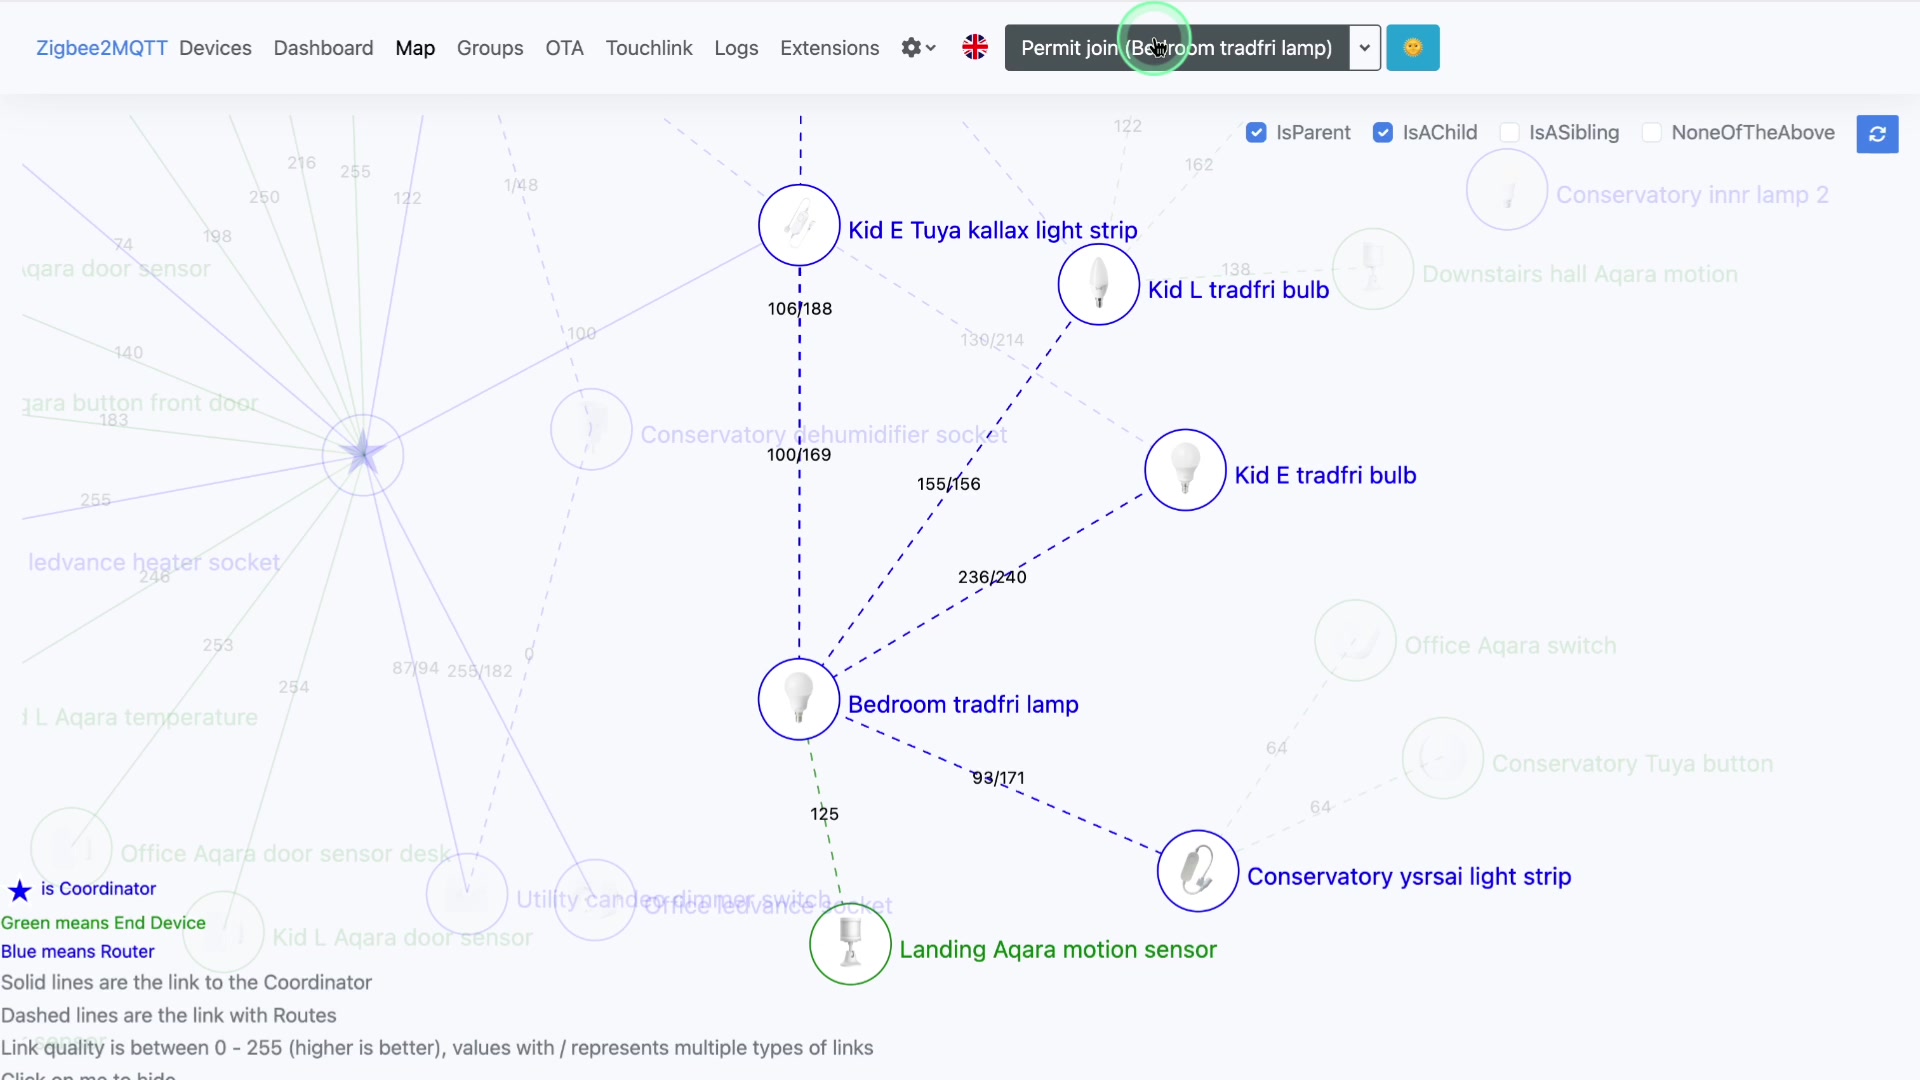 Zigbee2MQTT Devices Dashboard Map Groups OTA Touchlink Logs Extensions Permit join (Bedroom tradfri lamp)
IsParent IsAChild IsASibling NoneOfTheAbove
122
162
216
255
250
122
1/48
198
74
Conservatory innr lamp 2
Kid E Tuya kallax light strip
qara door sensor
138
Downstairs hall Aqara motion
Kid L tradfri bulb
106/188
100
130/214
140
qara button front door
183
Conservatory dehumidifier socket
100/169
155/156
Kid E tradfri bulb
255
ledvance heater socket
246
236/240
253
0
87/94
255/182
254
Office Aqara switch
L Aqara temperature
Bedroom tradfri lamp
64
Conservatory Tuya button
93/171
125
64
Office Aqara door sensor desk
is Coordinator
Utility candeo dimmer switch
Office ledvance socket
Conservatory ysrsai light strip
Green means End Device
Kid L Aqara door sensor
Blue means Router
Landing Aqara motion sensor
Solid lines are the link to the Coordinator
Dashed lines are the link with Routes
sensor
Link quality is between 0 - 255 (higher is better), values with / represents multiple types of links
Click on me to hide